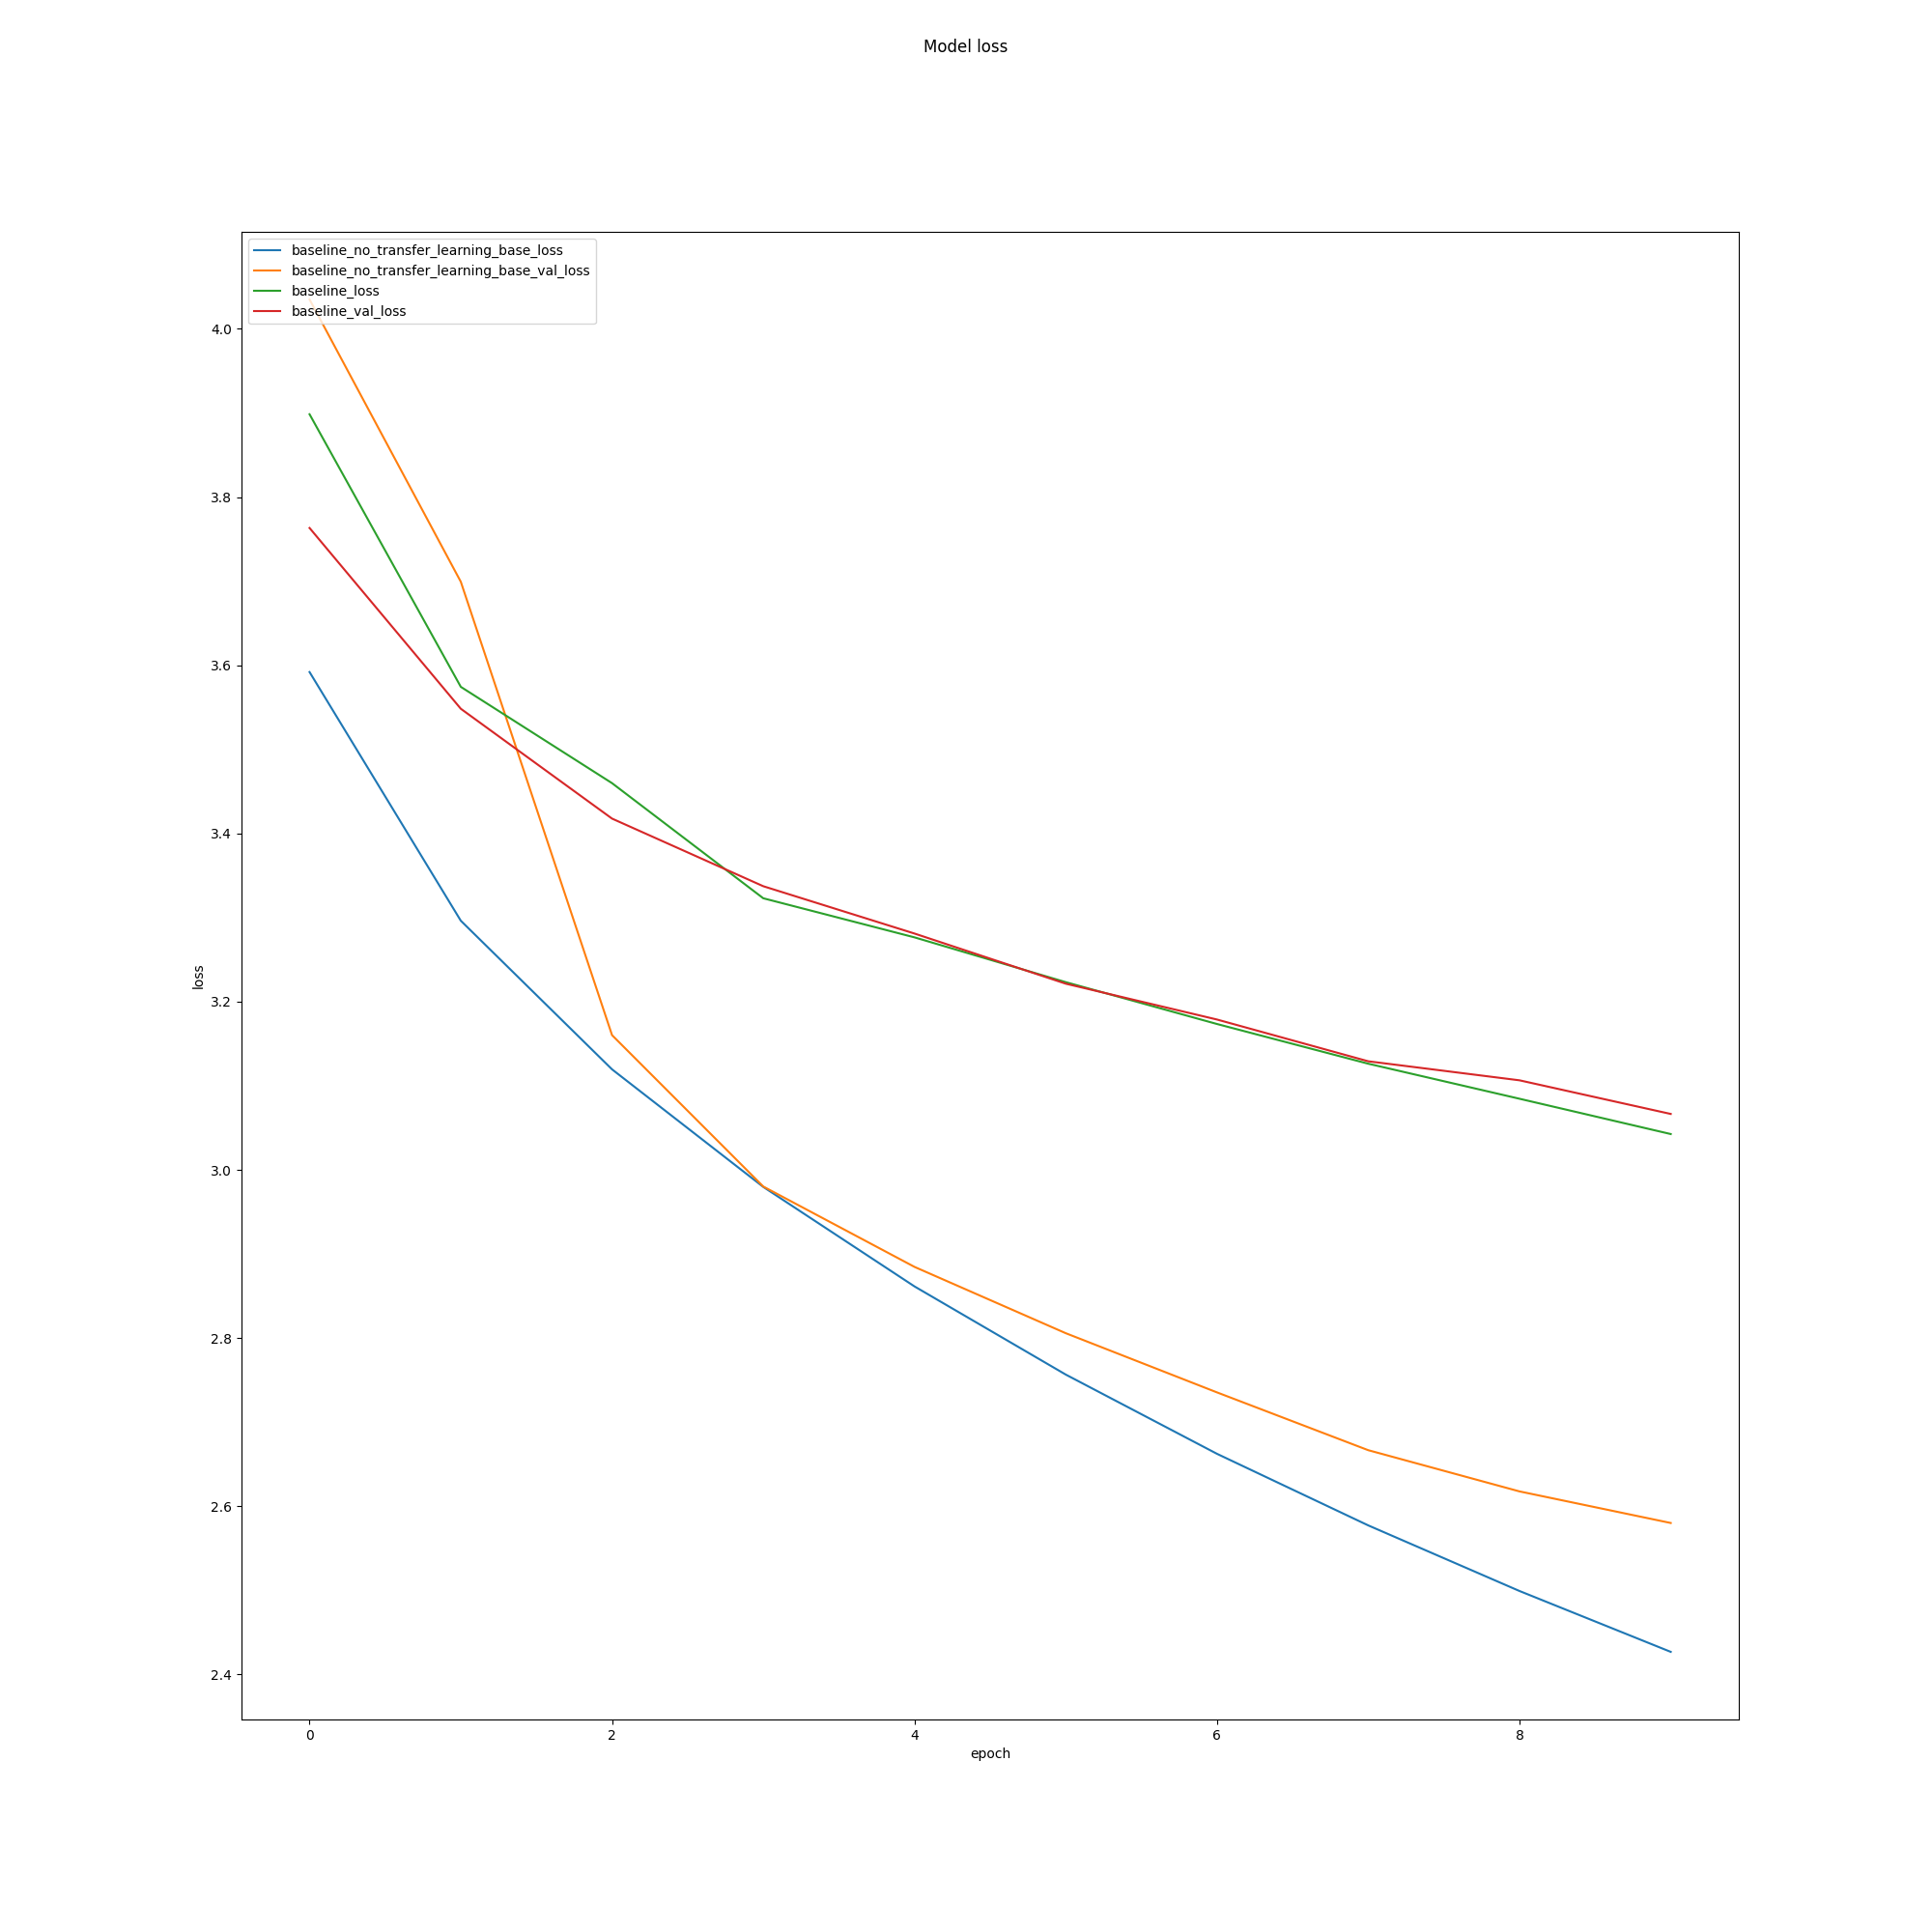 Model loss
baseline_no_transfer_learning_base_loss
baseline_no_transfer_learning_base_val_loss
baseline_loss
baseline_val_loss
4.0
3.8
3.6
3.4
3.2
3.0
2.8
2.6
2.4
loss
0 2 4 6 8
epoch